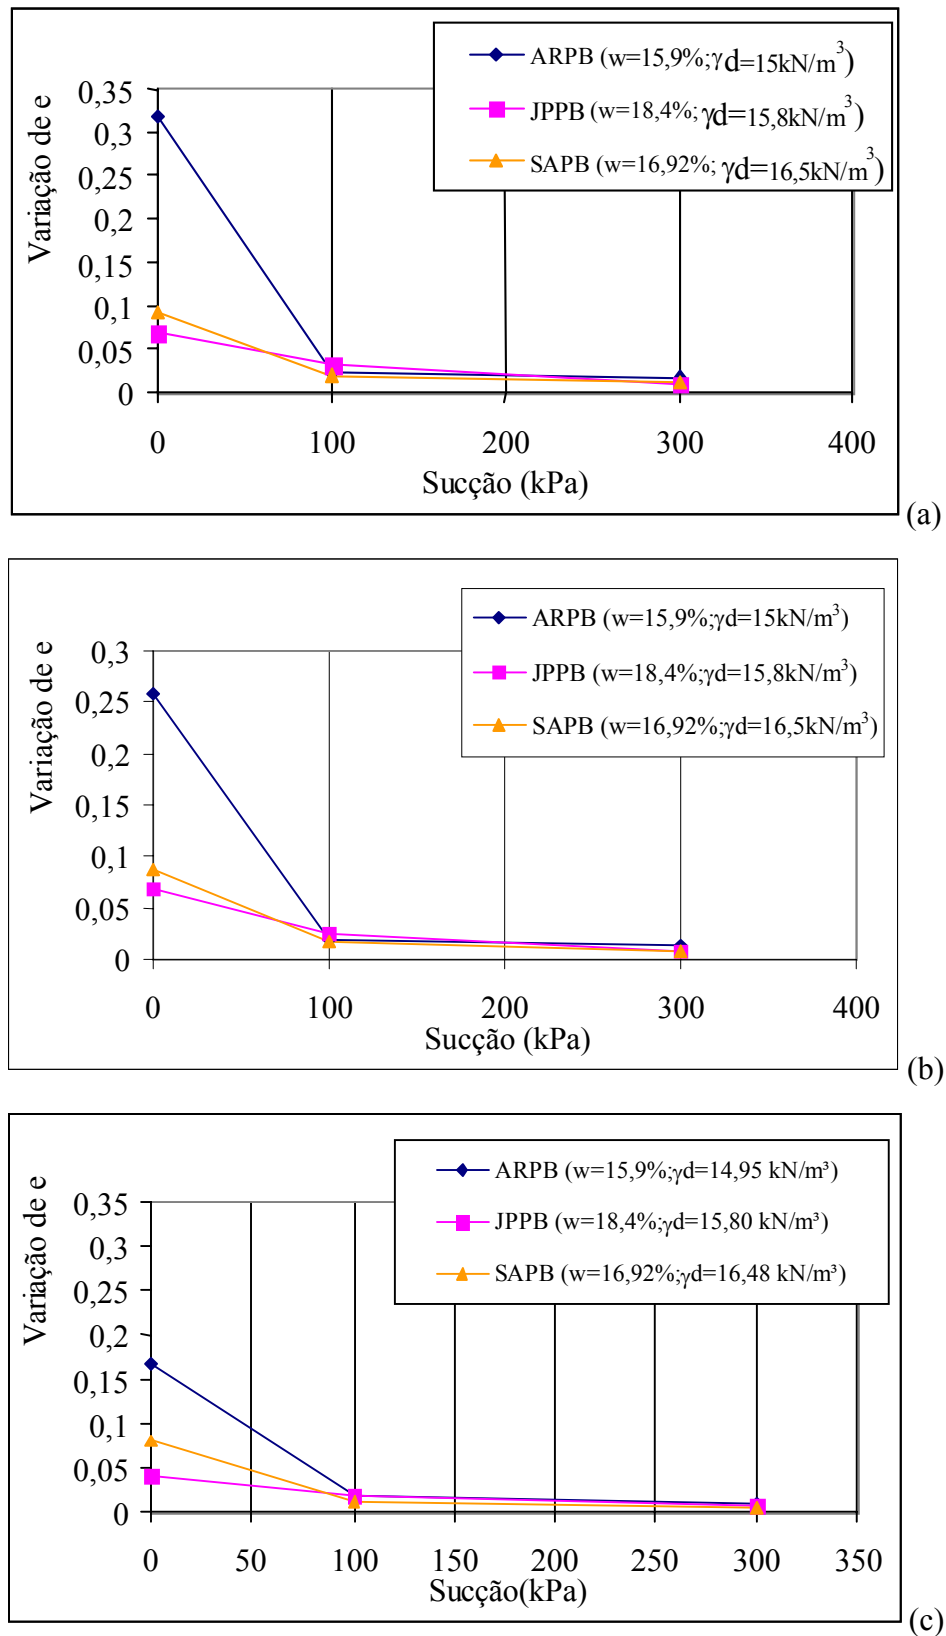 ARPB (w=15,9%;γd=15kN/m³)
JPPB (w=18,4%;γd=15,8kN/m³)
SAPB (w=16,92%;γd=16,5kN/m³)
Variação de e
0,35
0,3
0,25
0,2
0,15
0,1
0,05
0
0 100 200 300 400
Sucção (kPa)
(a)
ARPB (w=15,9%;γd=15kN/m³)
JPPB (w=18,4%;γd=15,8kN/m³)
SAPB (w=16,92%;γd=16,5kN/m³)
Variação de e
0,3
0,25
0,2
0,15
0,1
0,05
0
0 100 200 300 400
Sucção (kPa)
(b)
ARPB (w=15,9%;γd=14,95 kN/m³)
JPPB (w=18,4%;γd=15,80 kN/m³)
SAPB (w=16,92%;γd=16,48 kN/m³)
Variação de e
0,35
0,3
0,25
0,2
0,15
0,1
0,05
0
0 50 100 150 200 250 300 350
Sucção(kPa)
(c)